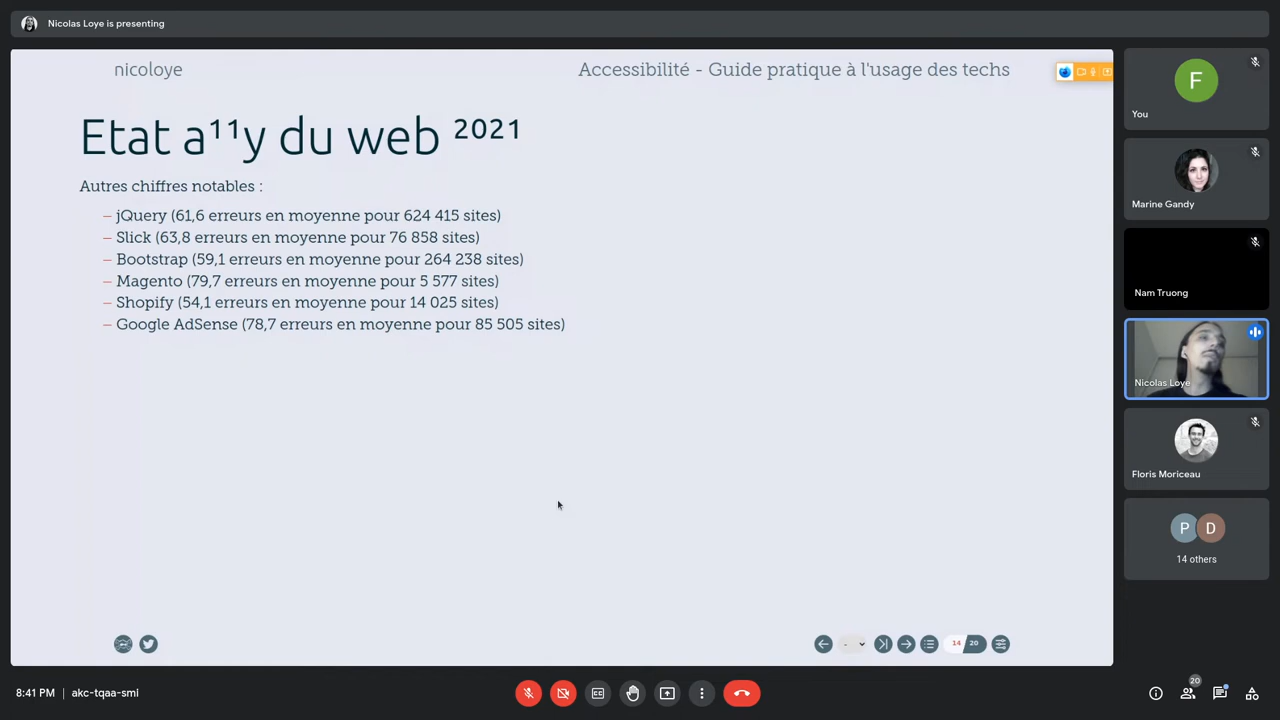 Nicolas Loye is presenting
nicoloye
Accessibilité - Guide pratique à l'usage des techs
Etat a¹¹y du web ²⁰²¹
Autres chiffres notables :
– jQuery (61,6 erreurs en moyenne pour 624 415 sites)
– Slick (63,8 erreurs en moyenne pour 76 858 sites)
– Bootstrap (59,1 erreurs en moyenne pour 264 238 sites)
– Magento (79,7 erreurs en moyenne pour 5 577 sites)
– Shopify (54,1 erreurs en moyenne pour 14 025 sites)
– Google AdSense (78,7 erreurs en moyenne pour 85 505 sites)
14 20
F
You
Marine Gandy
Nam Truong
Nicolas Loye
Floris Moriceau
P D
14 others
8:41 PM | akc-tqaa-smi
20